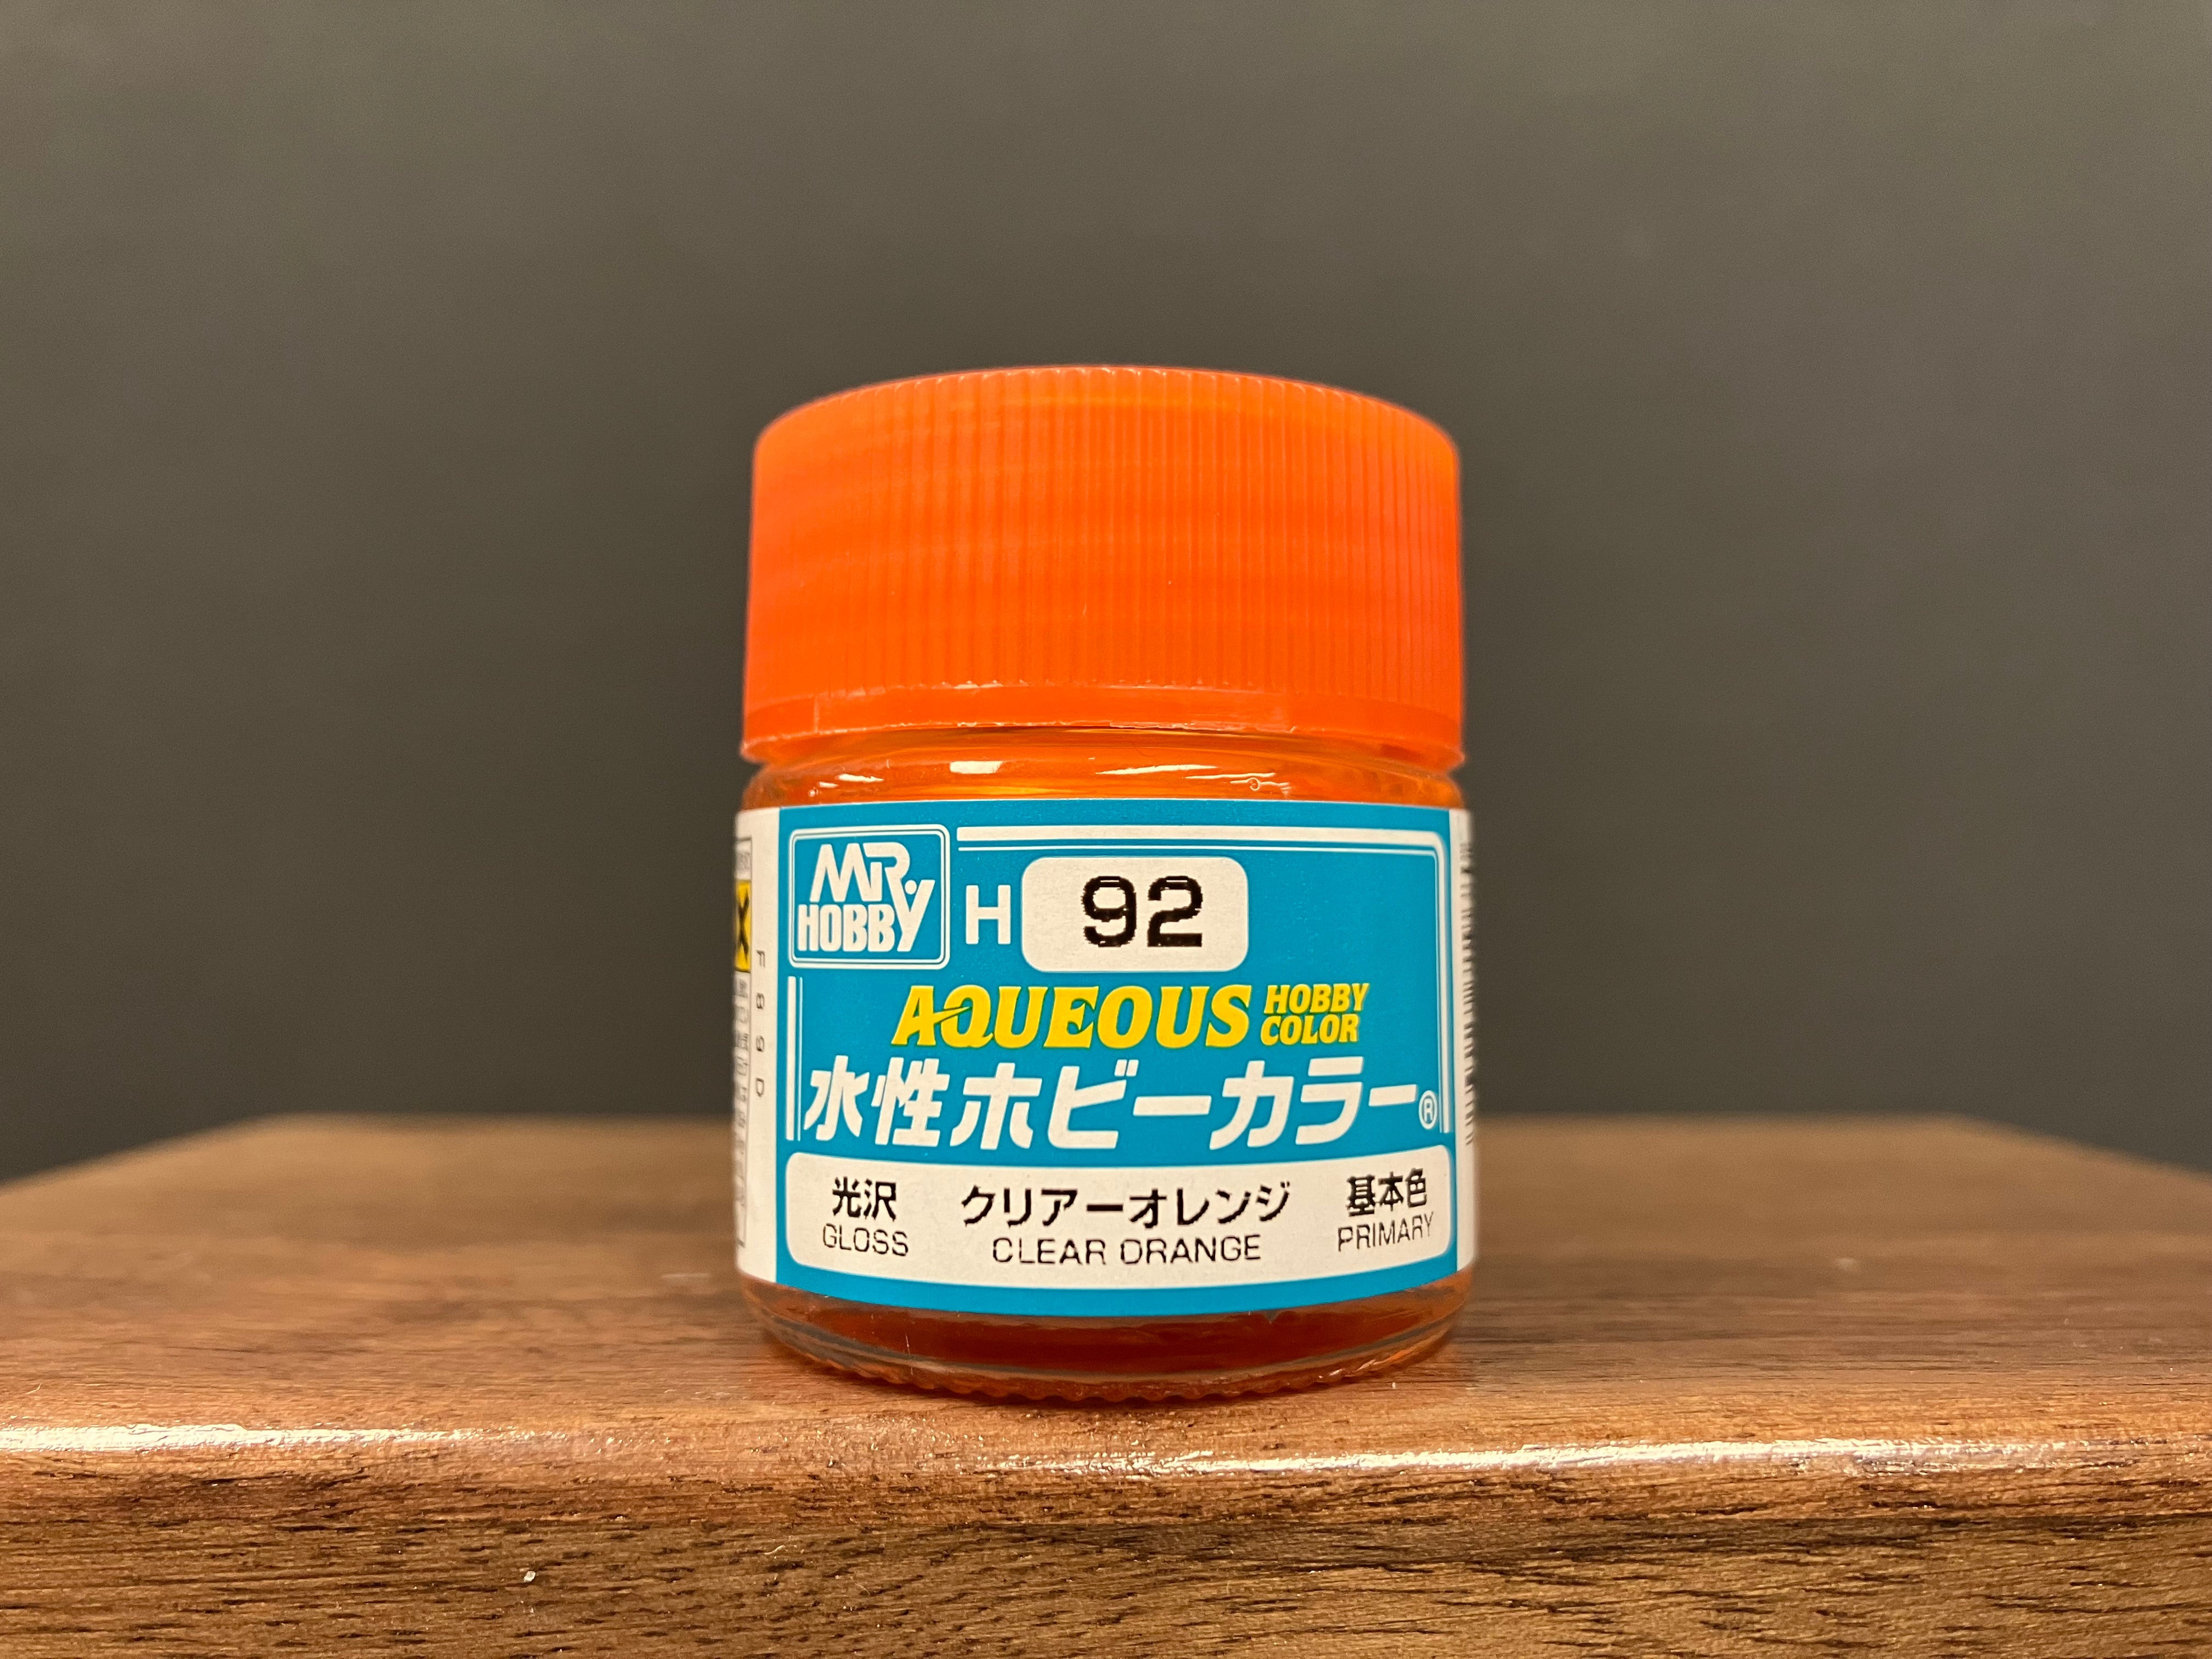 MR HOBBY
H 92
AQUEOUS HOBBY COLOR
水性ホビーカラー®
光沢 クリアーオレンジ 基本色
GLOSS CLEAR ORANGE PRIMARY